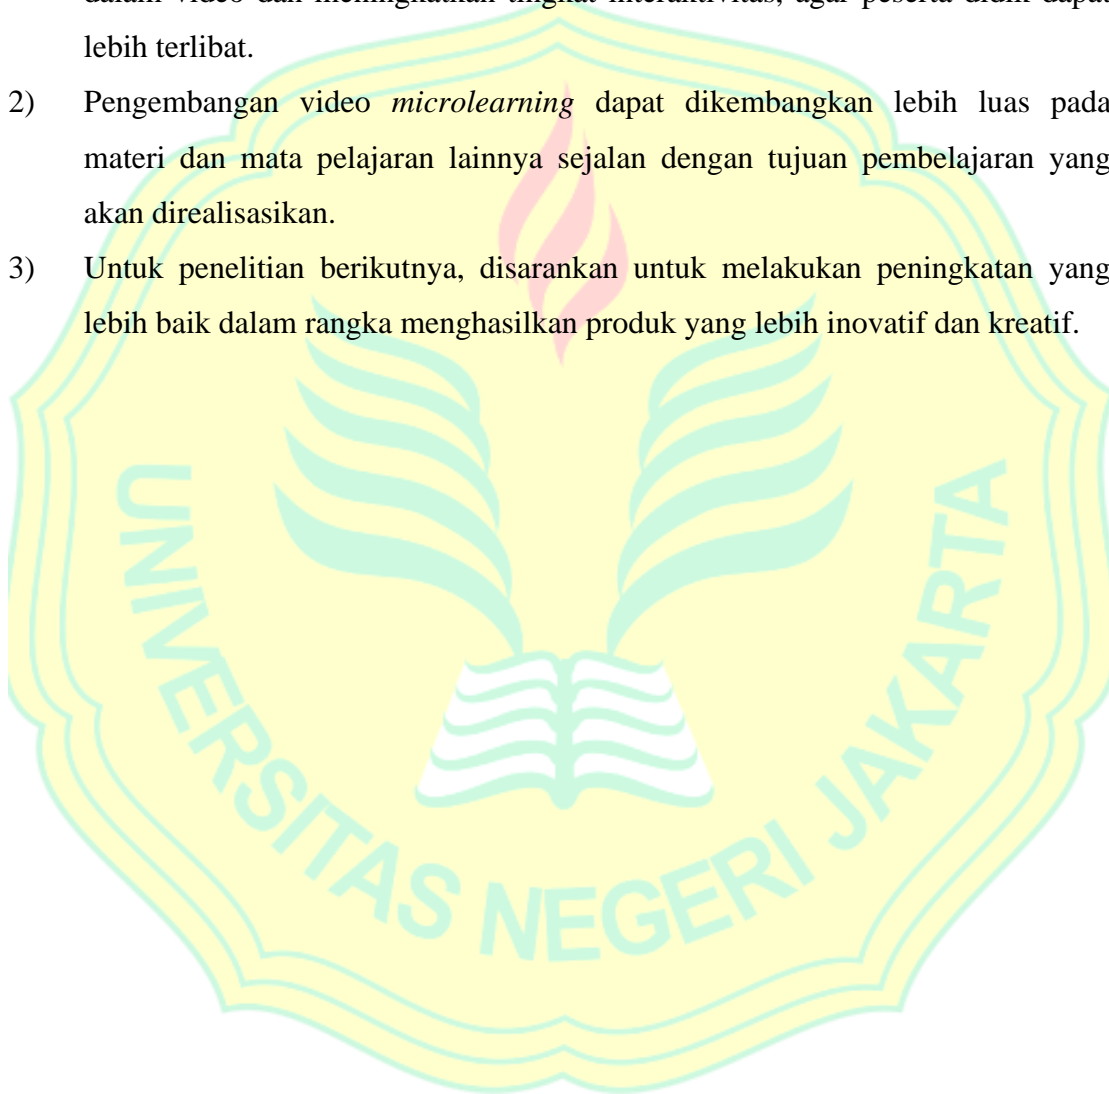 dalam video dan meningkatkan tingkat interaktivitas, agar peserta didik dapat
lebih terlibat.
2) Pengembangan video microlearning dapat dikembangkan lebih luas pada
materi dan mata pelajaran lainnya sejalan dengan tujuan pembelajaran yang
akan direalisasikan.
3) Untuk penelitian berikutnya, disarankan untuk melakukan peningkatan yang
lebih baik dalam rangka menghasilkan produk yang lebih inovatif dan kreatif.
UNIVERSITAS NEGERI JAKARTA